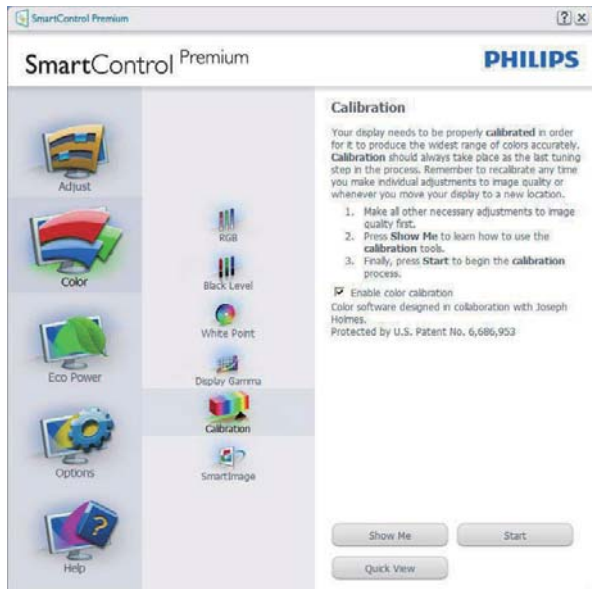 SmartControl Premium
SmartControl Premium
PHILIPS
Adjust
Color
Eco Power
Options
Help
RGB
Black Level
White Point
Display Gamma
Calibration
SmartImage
Calibration
Your display needs to be properly calibrated in order
for it to produce the widest range of colors accurately.
Calibration should always take place as the last tuning
step in the process. Remember to recalibrate any time
you make individual adjustments to image quality or
whenever you move your display to a new location.
1. Make all other necessary adjustments to image
quality first.
2. Press Show Me to learn how to use the
calibration tools.
3. Finally, press Start to begin the calibration
process.
Enable color calibration
Color software designed in collaboration with Joseph
Holmes.
Protected by U.S. Patent No. 6,686,953
Show Me
Start
Quick View